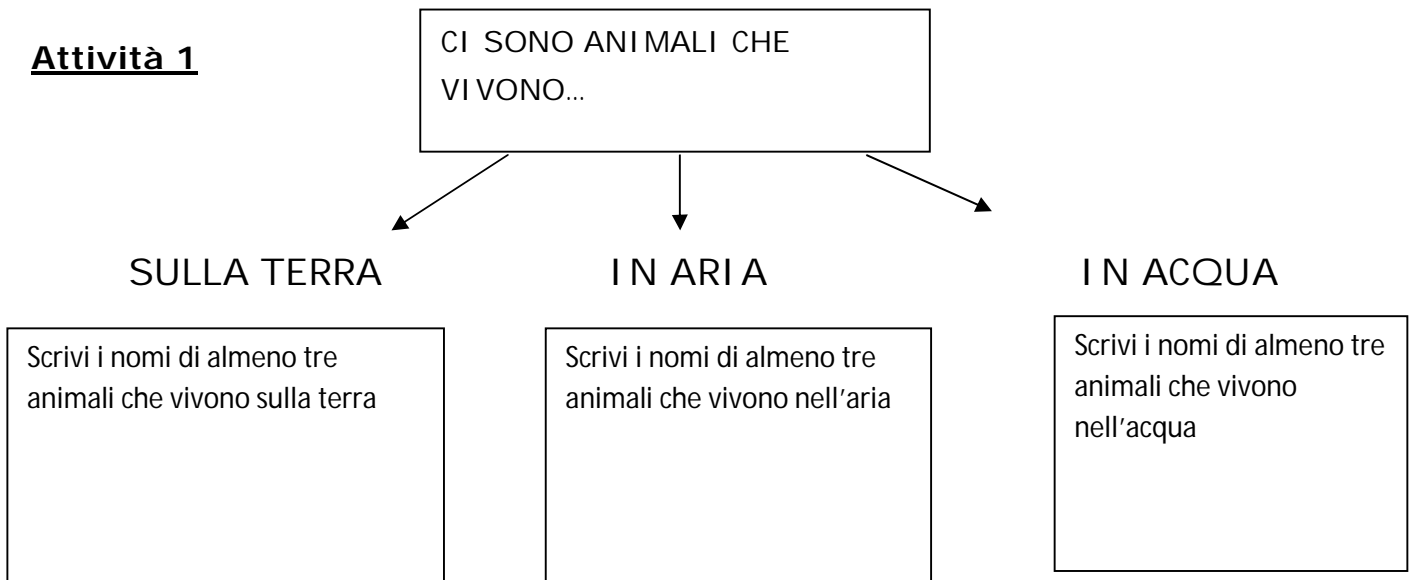 Attività 1
CI SONO ANIMALI CHE
VIVONO...
SULLA TERRA
IN ARIA
IN ACQUA
Scrivi i nomi di almeno tre
animali che vivono sulla terra
Scrivi i nomi di almeno tre
animali che vivono nell’aria
Scrivi i nomi di almeno tre
animali che vivono
nell’acqua